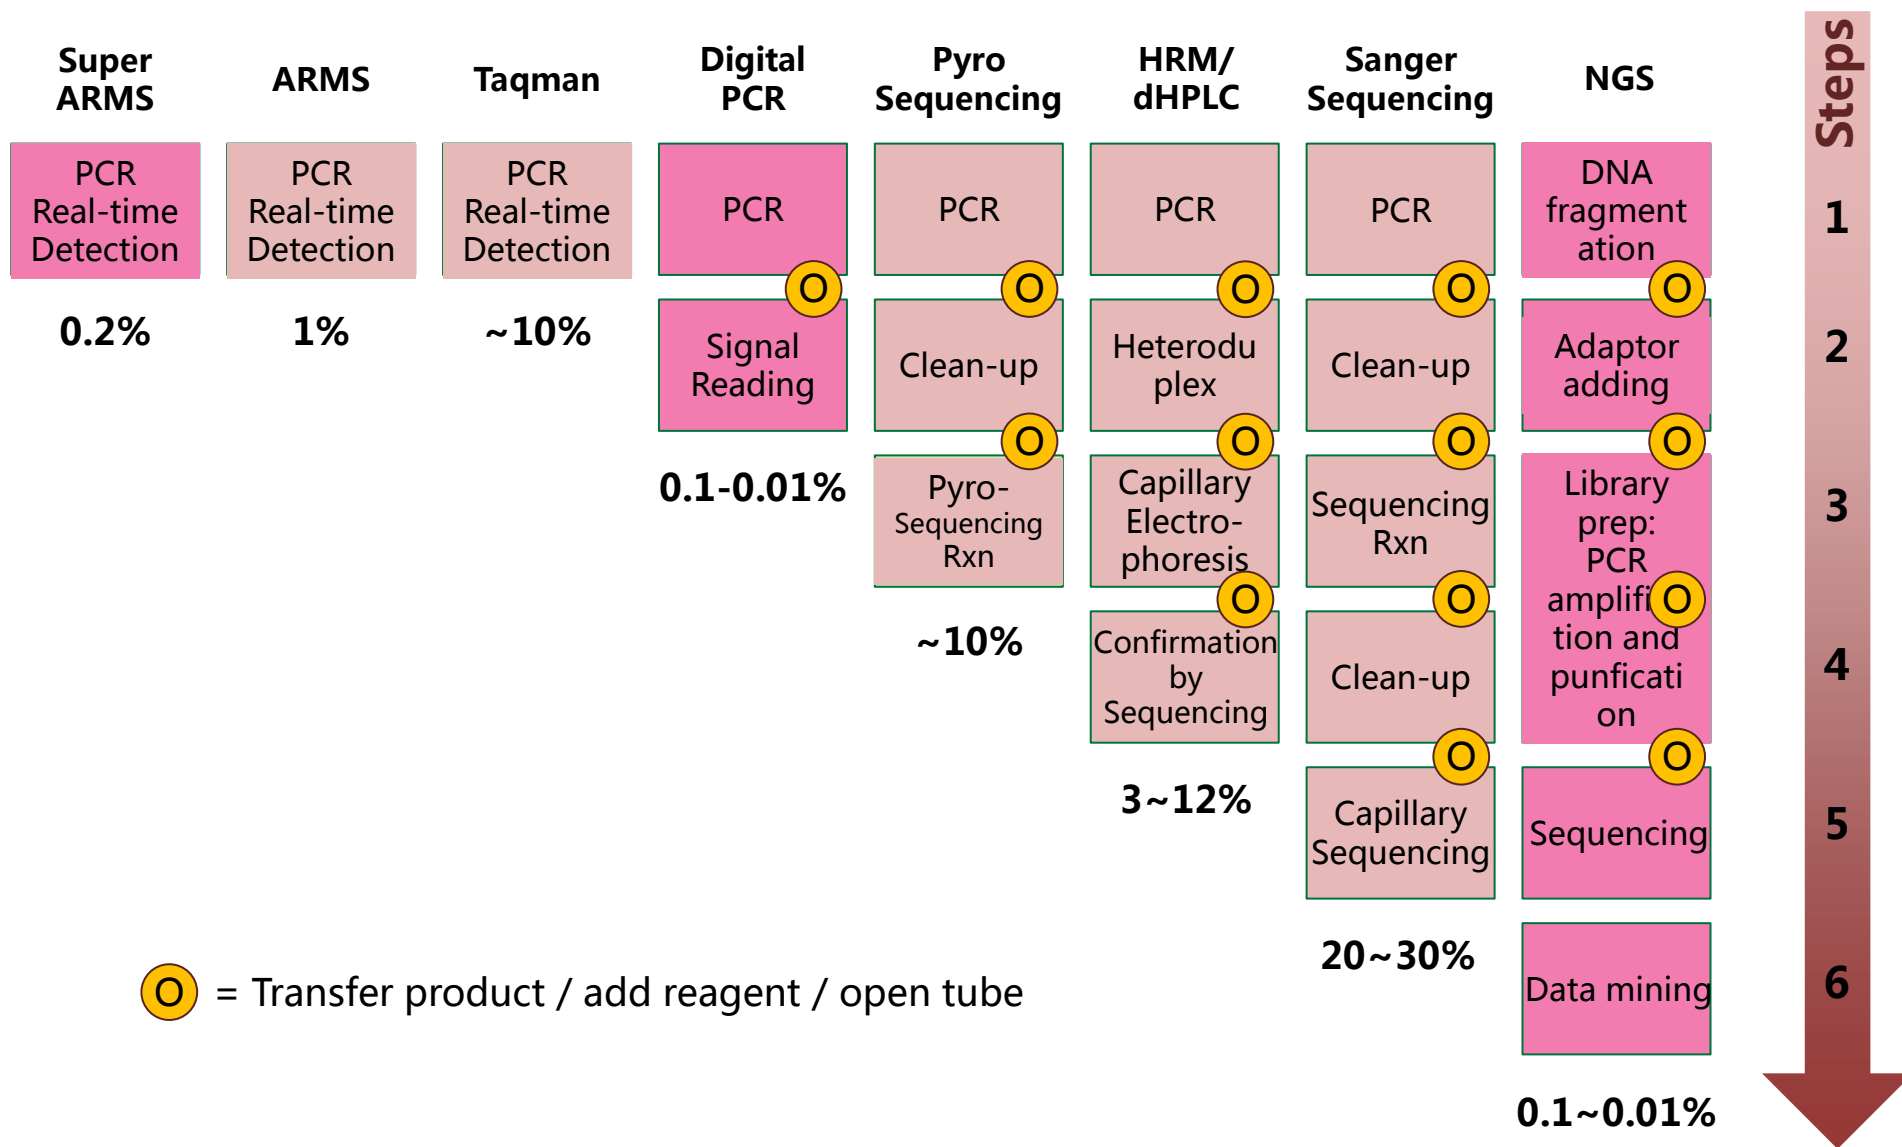 Super
ARMS
ARMS
Taqman
Digital
PCR
Pyro
Sequencing
HRM/
dHPLC
Sanger
Sequencing
NGS
Steps
PCR
Real-time
Detection
0.2%
PCR
Real-time
Detection
1%
PCR
Real-time
Detection
~10%
PCR
O
Signal
Reading
0.1-0.01%
PCR
O
Clean-up
O
Pyro-
Sequencing
Rxn
~10%
PCR
O
Heterodu
plex
O
Capillary
Electro-
phoresis
O
Confirmation
by
Sequencing
3~12%
PCR
O
Clean-up
O
Sequencing
Rxn
O
Clean-up
O
Capillary
Sequencing
20~30%
DNA
fragment
ation
O
Adaptor
adding
O
Library
prep:
PCR
amplifi O
tion and
punficati
on
O
Sequencing
Data mining
0.1~0.01%
1
2
3
4
5
6
O = Transfer product / add reagent / open tube